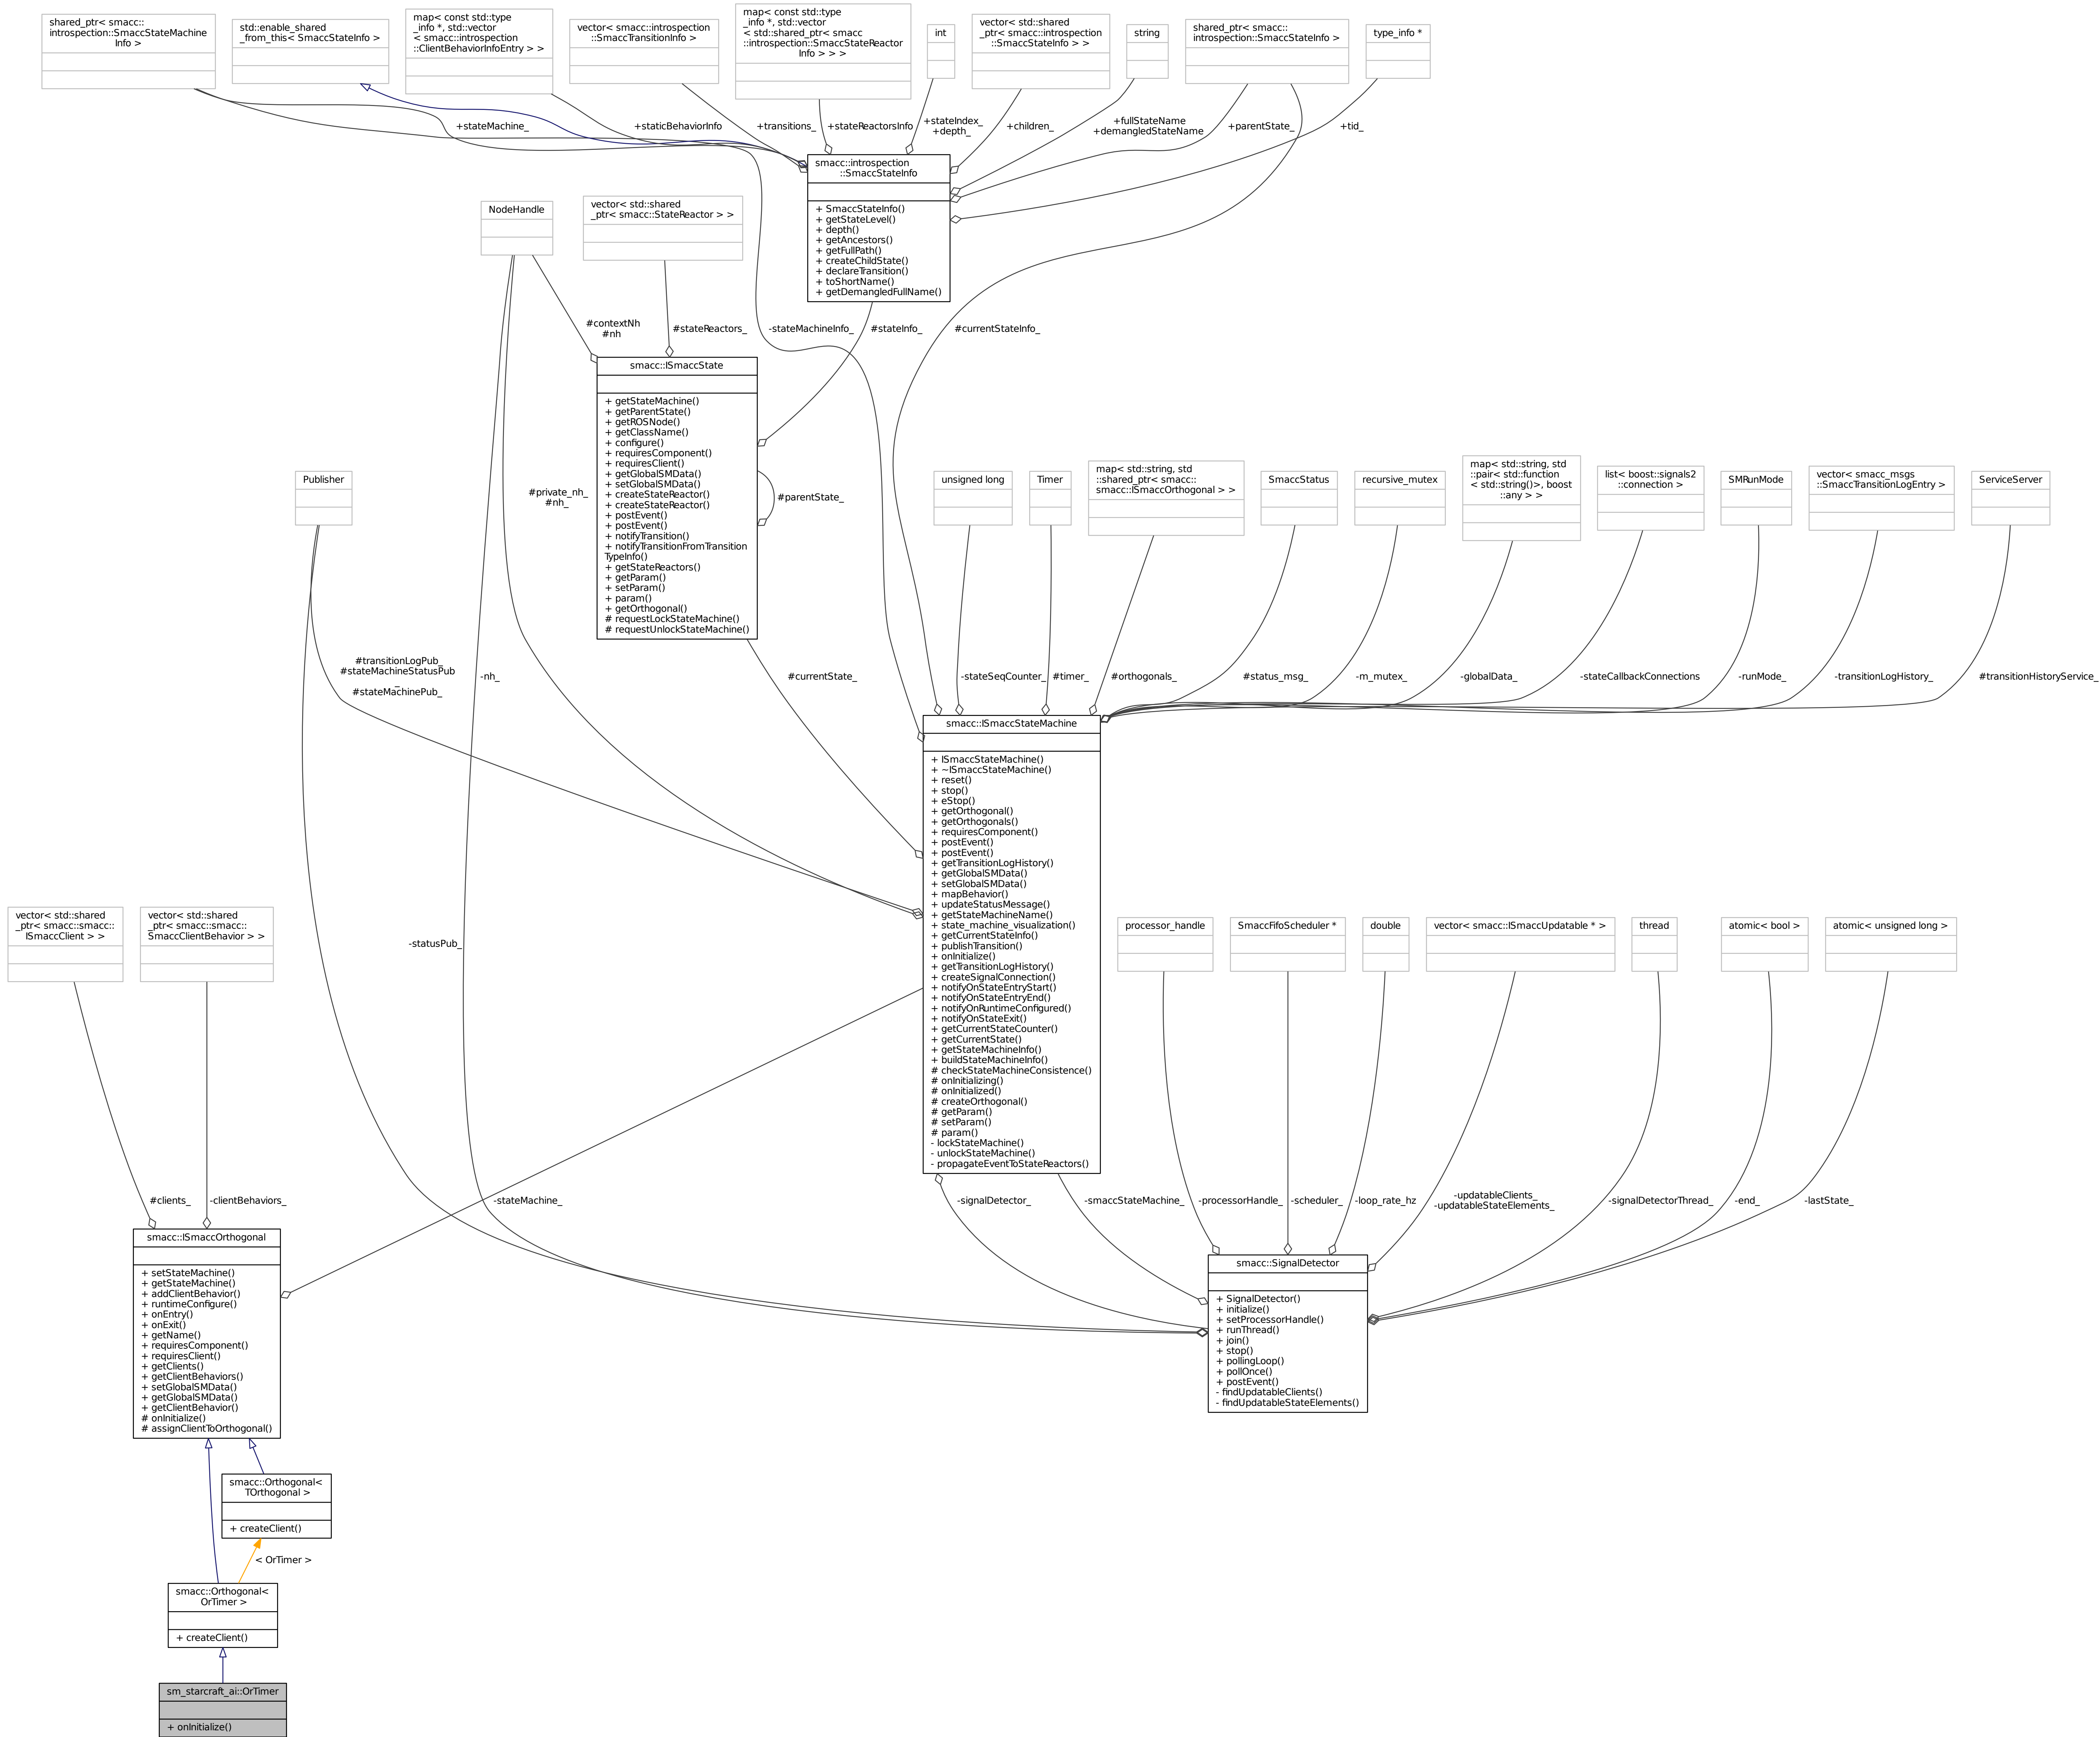 shared_ptr< smacc::
introspection::SmaccStateMachine
Info >
std::enable_shared
_from_this< SmaccStateInfo >
map< const std::type
_info *, std::vector
< smacc::introspection
::ClientBehaviorInfoEntry > >
vector< smacc::introspection
::SmaccTransitionInfo >
map< const std::type
_info *, std::vector
< std::shared_ptr< smacc
::introspection::SmaccStateReactor
Info > > >
int
vector< std::shared
_ptr< smacc::introspection
::SmaccStateInfo > >
string
shared_ptr< smacc::
introspection::SmaccStateInfo >
type_info *
+stateMachine_
+staticBehaviorInfo
+transitions_
+stateReactorsInfo
+stateIndex_
+depth_
+children_
+fullStateName
+demangledStateName
+parentState_
+tid_
smacc::introspection
::SmaccStateInfo
+ SmaccStateInfo()
+ getStateLevel()
+ depth()
+ getAncestors()
+ getFullPath()
+ createChildState()
+ declareTransition()
+ toShortName()
+ getDemangledFullName()
NodeHandle
vector< std::shared
_ptr< smacc::StateReactor > >
#contextNh
#nh
#stateReactors_
-stateMachineInfo_
#stateInfo_
#currentStateInfo_
smacc::ISmaccState
+ getStateMachine()
+ getParentState()
+ getROSNode()
+ getClassName()
+ configure()
+ requiresComponent()
+ requiresClient()
+ getGlobalSMData()
+ setGlobalSMData()
+ createStateReactor()
+ createStateReactor()
+ postEvent()
+ postEvent()
+ notifyTransition()
+ notifyTransitionFromTransition
TypeInfo()
+ getStateReactors()
+ getParam()
+ setParam()
+ param()
+ getOrthogonal()
# requestLockStateMachine()
# requestUnlockStateMachine()
#private_nh_
#nh_
#parentState_
Publisher
unsigned long
Timer
map< std::string, std
::shared_ptr< smacc::
smacc::ISmaccOrthogonal > >
SmaccStatus
recursive_mutex
map< std::string, std
::pair< std::function
< std::string()>, boost
::any > >
list< boost::signals2
::connection >
SMRunMode
vector< smacc_msgs
::SmaccTransitionLogEntry >
ServiceServer
#transitionLogPub_
#stateMachineStatusPub
_
#stateMachinePub_
-nh_
#currentState_
-stateSeqCounter_
#timer_
#orthogonals_
#status_msg_
-m_mutex_
-globalData_
-stateCallbackConnections
-runMode_
-transitionLogHistory_
#transitionHistoryService_
smacc::ISmaccStateMachine
+ ISmaccStateMachine()
+ ~ISmaccStateMachine()
+ reset()
+ stop()
+ eStop()
+ getOrthogonal()
+ getOrthogonals()
+ requiresComponent()
+ postEvent()
+ postEvent()
+ getTransitionLogHistory()
+ getGlobalSMData()
+ setGlobalSMData()
+ mapBehavior()
+ updateStatusMessage()
+ getStateMachineName()
+ state_machine_visualization()
+ getCurrentStateInfo()
+ publishTransition()
+ onInitialize()
+ getTransitionLogHistory()
+ createSignalConnection()
+ notifyOnStateEntryStart()
+ notifyOnStateEntryEnd()
+ notifyOnRuntimeConfigured()
+ notifyOnStateExit()
+ getCurrentStateCounter()
+ getCurrentState()
+ getStateMachineInfo()
+ buildStateMachineInfo()
# checkStateMachineConsistence()
# onInitializing()
# onInitialized()
# createOrthogonal()
# getParam()
# setParam()
# param()
- lockStateMachine()
- unlockStateMachine()
- propagateEventToStateReactors()
vector< std::shared
_ptr< smacc::smacc::
ISmaccClient > >
vector< std::shared
_ptr< smacc::smacc::
SmaccClientBehavior > >
-statusPub_
processor_handle
SmaccFifoScheduler *
double
vector< smacc::ISmaccUpdatable * >
thread
atomic< bool >
atomic< unsigned long >
#clients_
-clientBehaviors_
-stateMachine_
-signalDetector_
-smaccStateMachine_
-processorHandle_
-scheduler_
-loop_rate_hz
-updatableClients_
-updatableStateElements_
-signalDetectorThread_
-end_
-lastState_
smacc::ISmaccOrthogonal
+ setStateMachine()
+ getStateMachine()
+ addClientBehavior()
+ runtimeConfigure()
+ onEntry()
+ onExit()
+ getName()
+ requiresComponent()
+ requiresClient()
+ getClients()
+ getClientBehaviors()
+ setGlobalSMData()
+ getGlobalSMData()
+ getClientBehavior()
# onInitialize()
# assignClientToOrthogonal()
smacc::SignalDetector
+ SignalDetector()
+ initialize()
+ setProcessorHandle()
+ runThread()
+ join()
+ stop()
+ pollingLoop()
+ pollOnce()
+ postEvent()
- findUpdatableClients()
- findUpdatableStateElements()
smacc::Orthogonal<
TOrthogonal >
+ createClient()
< OrTimer >
smacc::Orthogonal<
OrTimer >
+ createClient()
sm_starcraft_ai::OrTimer
+ onInitialize()